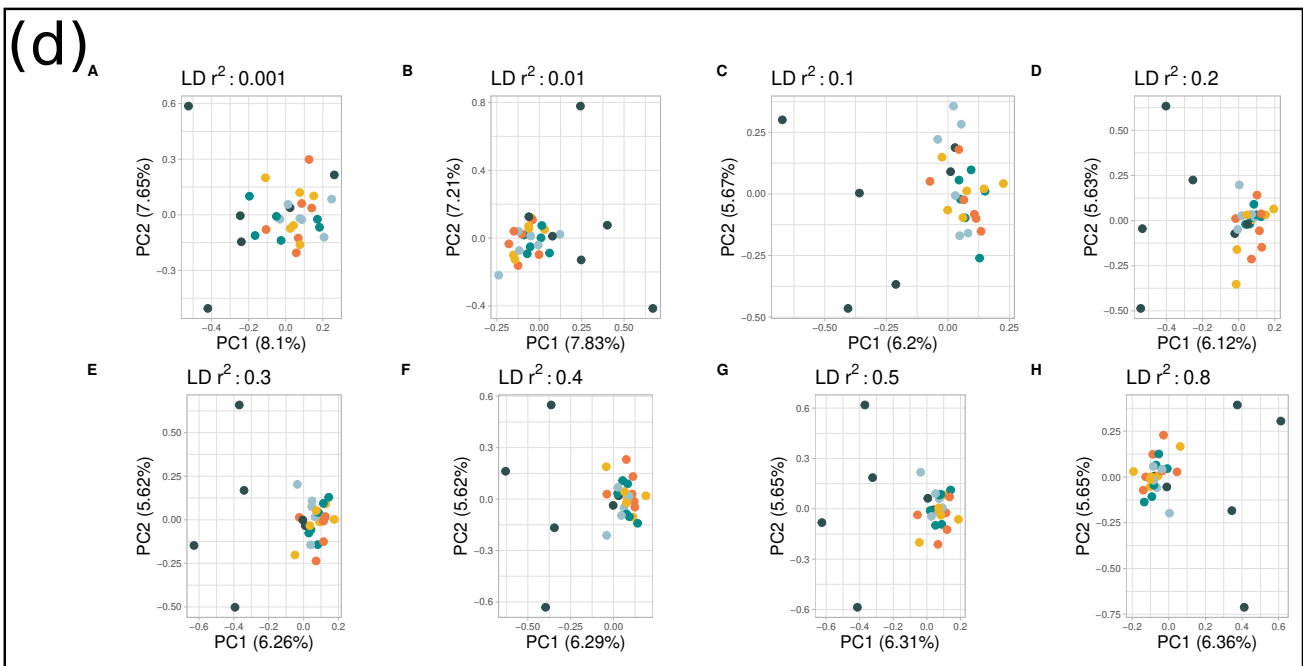 (d)
A
LD r²: 0.001
PC2 (7.65%)
0.6
0.3
0.0
−0.3
−0.4 −0.2 0.0 0.2
PC1 (8.1%)
B
LD r²: 0.01
PC2 (7.21%)
0.8
0.4
0.0
−0.4
−0.25 0.00 0.25 0.50
PC1 (7.83%)
C
LD r²: 0.1
PC2 (5.67%)
0.25
0.00
−0.25
−0.50
−0.50 −0.25 0.00 0.25
PC1 (6.2%)
D
LD r²: 0.2
PC2 (5.63%)
0.50
0.25
0.00
−0.25
−0.50
−0.4 −0.2 0.0 0.2
PC1 (6.12%)
E
LD r²: 0.3
PC2 (5.62%)
0.50
0.25
0.00
−0.25
−0.50
−0.6 −0.4 −0.2 0.0 0.2
PC1 (6.26%)
F
LD r²: 0.4
PC2 (5.62%)
0.6
0.3
0.0
−0.3
−0.6
−0.50 −0.25 0.00
PC1 (6.29%)
G
LD r²: 0.5
PC2 (5.65%)
0.6
0.3
0.0
−0.3
−0.6
−0.6 −0.4 −0.2 0.0 0.2
PC1 (6.31%)
H
LD r²: 0.8
PC2 (5.65%)
0.25
0.00
−0.25
−0.50
−0.75
−0.2 0.0 0.2 0.4 0.6
PC1 (6.36%)